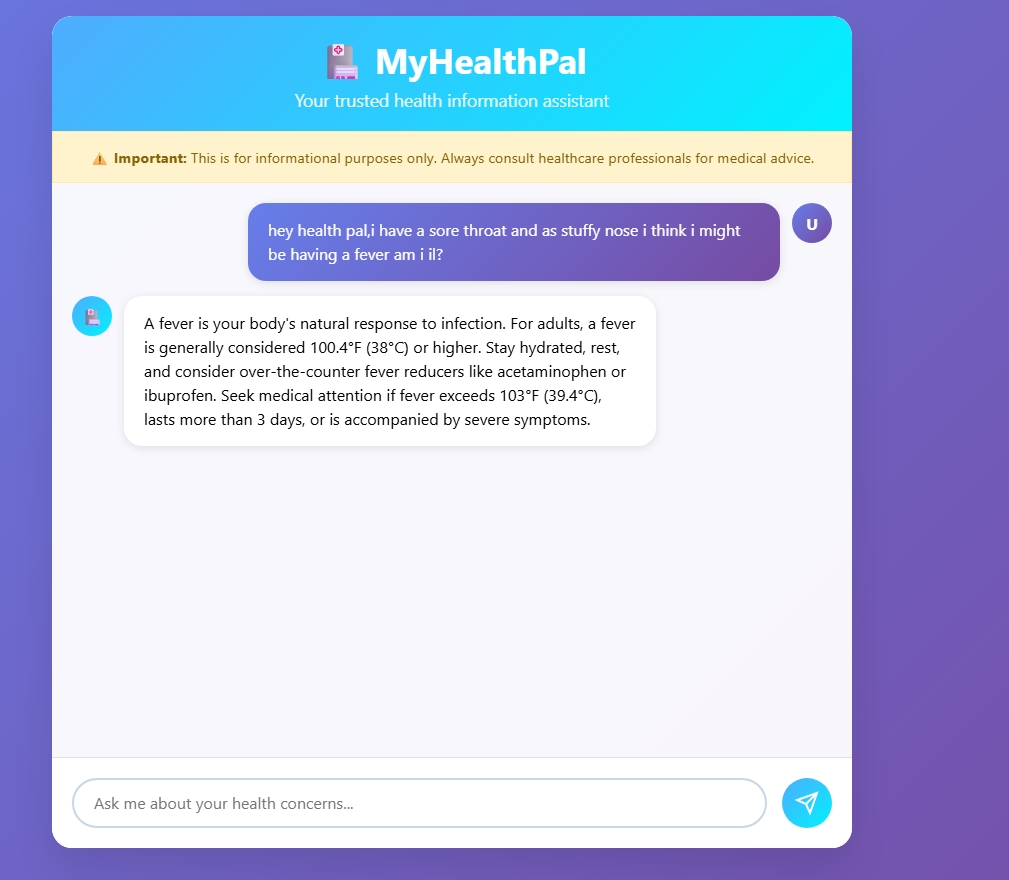 MyHealthPal
Your trusted health information assistant
Important: This is for informational purposes only. Always consult healthcare professionals for medical advice.
hey health pal,i have a sore throat and as stuffy nose i think i might
be having a fever am i il?
U
A fever is your body's natural response to infection. For adults, a fever
is generally considered 100.4°F (38°C) or higher. Stay hydrated, rest,
and consider over-the-counter fever reducers like acetaminophen or
ibuprofen. Seek medical attention if fever exceeds 103°F (39.4°C),
lasts more than 3 days, or is accompanied by severe symptoms.
Ask me about your health concerns...